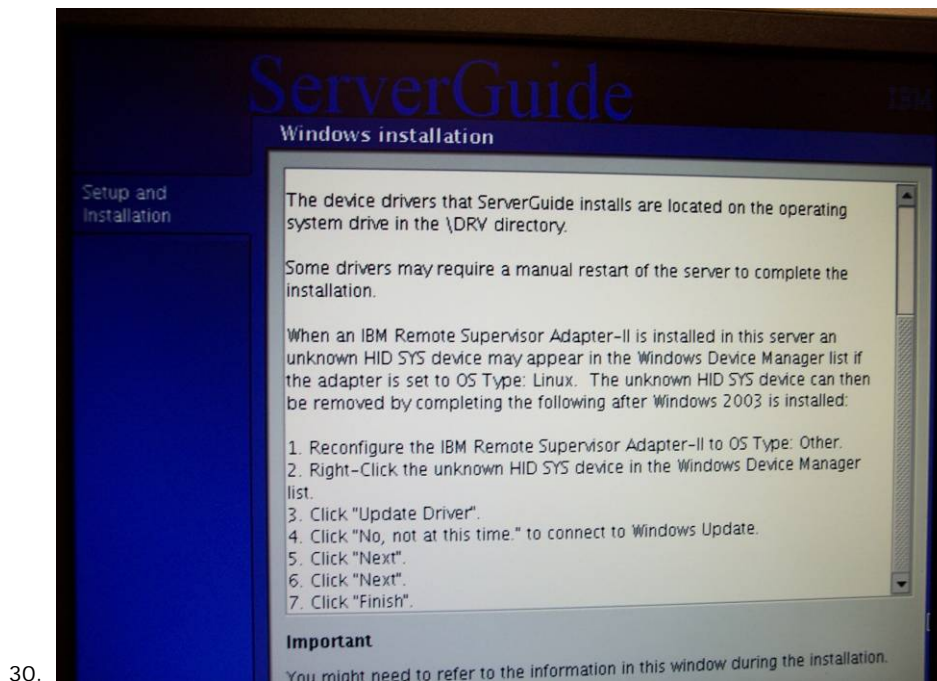 ServerGuide
IBM
Windows installation
Setup and
Installation
The device drivers that ServerGuide installs are located on the operating
system drive in the \DRV directory.
Some drivers may require a manual restart of the server to complete the
installation.
When an IBM Remote Supervisor Adapter-II is installed in this server an
unknown HID SYS device may appear in the Windows Device Manager list if
the adapter is set to OS Type: Linux. The unknown HID SYS device can then
be removed by completing the following after Windows 2003 is installed:
1. Reconfigure the IBM Remote Supervisor Adapter-II to OS Type: Other.
2. Right-Click the unknown HID SYS device in the Windows Device Manager
list.
3. Click "Update Driver".
4. Click "No, not at this time." to connect to Windows Update.
5. Click "Next".
6. Click "Next".
7. Click "Finish".
Important
You might need to refer to the information in this window during the installation.
30.